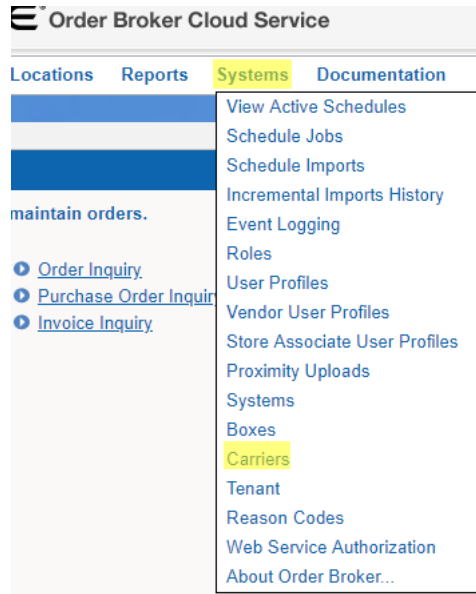 Order Broker Cloud Service
Locations Reports Systems Documentation
View Active Schedules
Schedule Jobs
Schedule Imports
Incremental Imports History
maintain orders.
Event Logging
Roles
Order Inquiry
User Profiles
Purchase Order Inquiry
Vendor User Profiles
Invoice Inquiry
Store Associate User Profiles
Proximity Uploads
Systems
Boxes
Carriers
Tenant
Reason Codes
Web Service Authorization
About Order Broker...